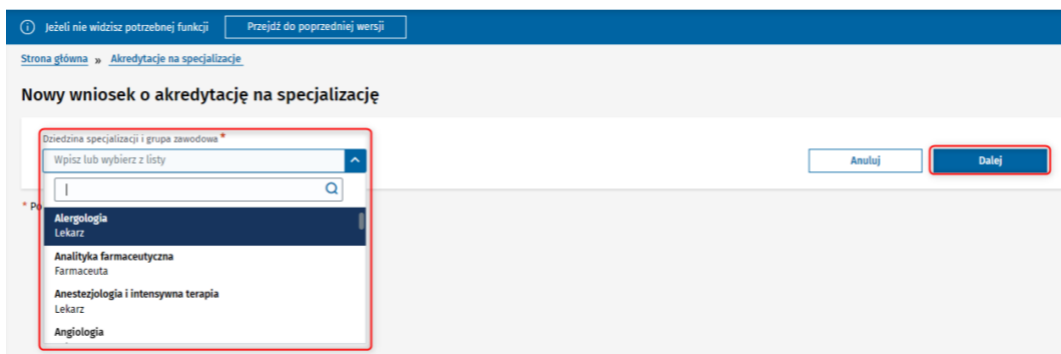 Jeżeli nie widzisz potrzebnej funkcji Przejdź do poprzedniej wersji
Strona główna » Akredytacje na specjalizacje
Nowy wniosek o akredytację na specjalizację
Dziedzina specjalizacji i grupa zawodowa *
Wpisz lub wybierz z listy
Anuluj Dalej
* Po
Alergologia
Lekarz
Analityka farmaceutyczna
Farmaceuta
Anestezjologia i intensywna terapia
Lekarz
Angiologia